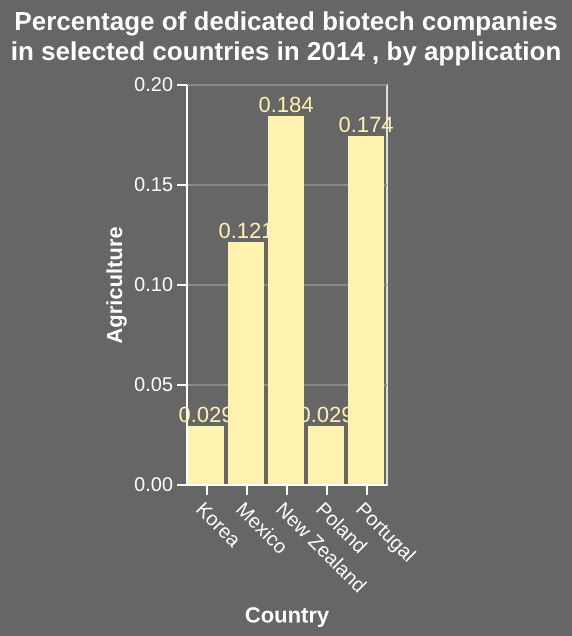 Percentage of dedicated biotech companies
in selected countries in 2014 , by application
0.20
0.15
0.10
0.05
0.00
Agriculture
0.029
0.121
0.184
0.029
0.174
Korea
Mexico
New Zealand
Poland
Portugal
Country